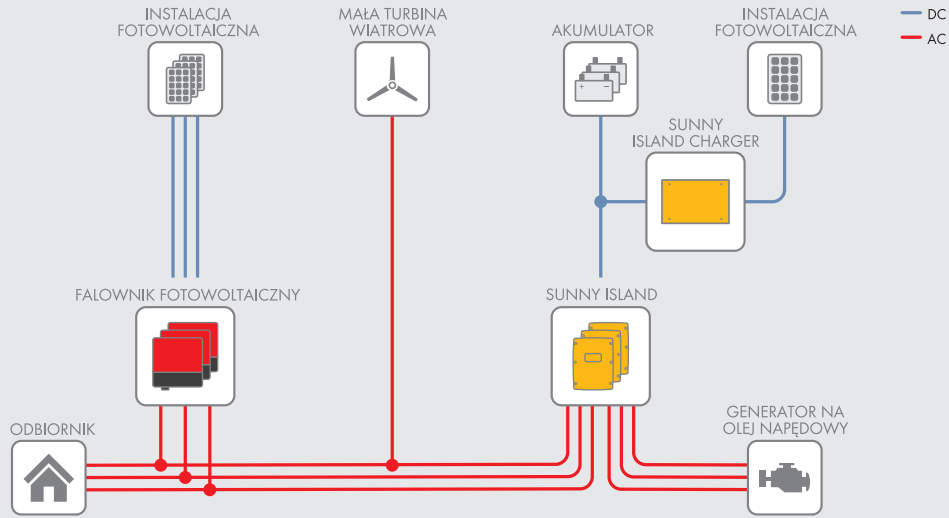 INSTALACJA
FOTOWOLTAICZNA
MAŁA TURBINA
WIATROWA
AKUMULATOR
INSTALACJA
FOTOWOLTAICZNA
DC
AC
SUNNY
ISLAND CHARGER
FALOWNIK FOTOWOLTAICZNY
SUNNY ISLAND
ODBIORNIK
GENERATOR NA
OLEJ NAPĘDOWY